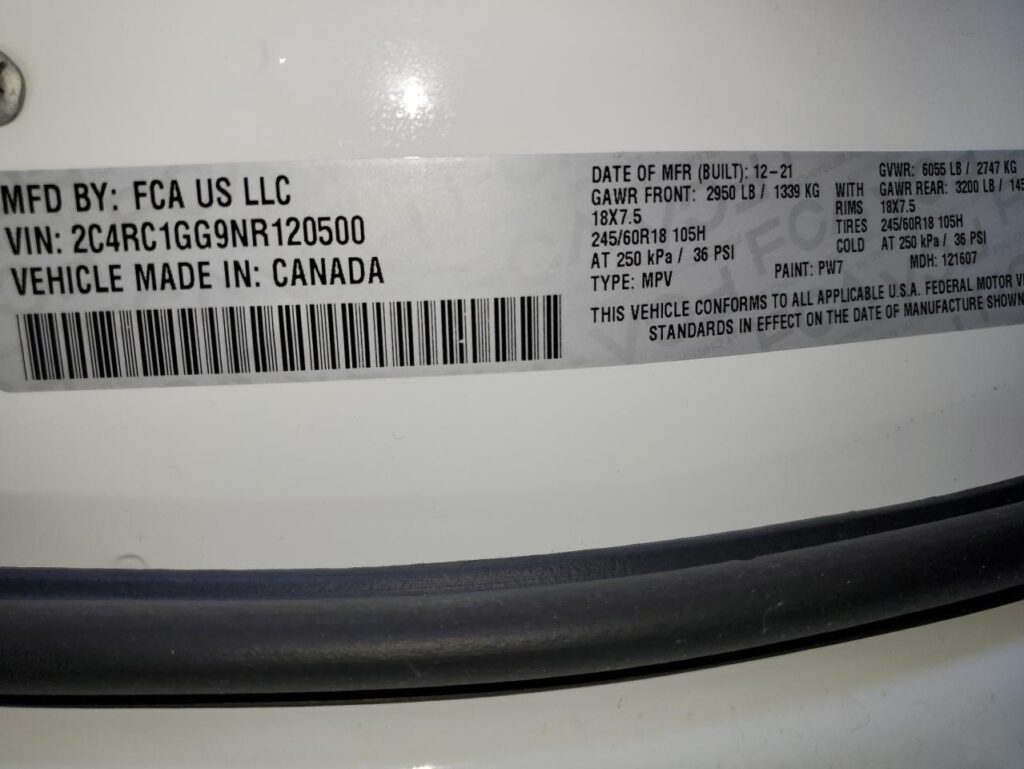 MFD BY: FCA US LLC
VIN: 2C4RC1GG9NR120500
VEHICLE MADE IN: CANADA
DATE OF MFR (BUILT): 12-21 GVWR: 6055 LB / 2747 KG
GAWR FRONT: 2950 LB / 1339 KG WITH GAWR REAR: 3200 LB /
18X7.5 RIMS 18X7.5
245/60R18 105H TIRES 245/60R18 105H
AT 250 kPa / 36 PSI COLD AT 250 kPa / 36 PSI
TYPE: MPV PAINT: PW7 MDH: 121607
THIS VEHICLE CONFORMS TO ALL APPLICABLE U.S.A. FEDERAL MOTOR
STANDARDS IN EFFECT ON THE DATE OF MANUFACTURE SHOWN